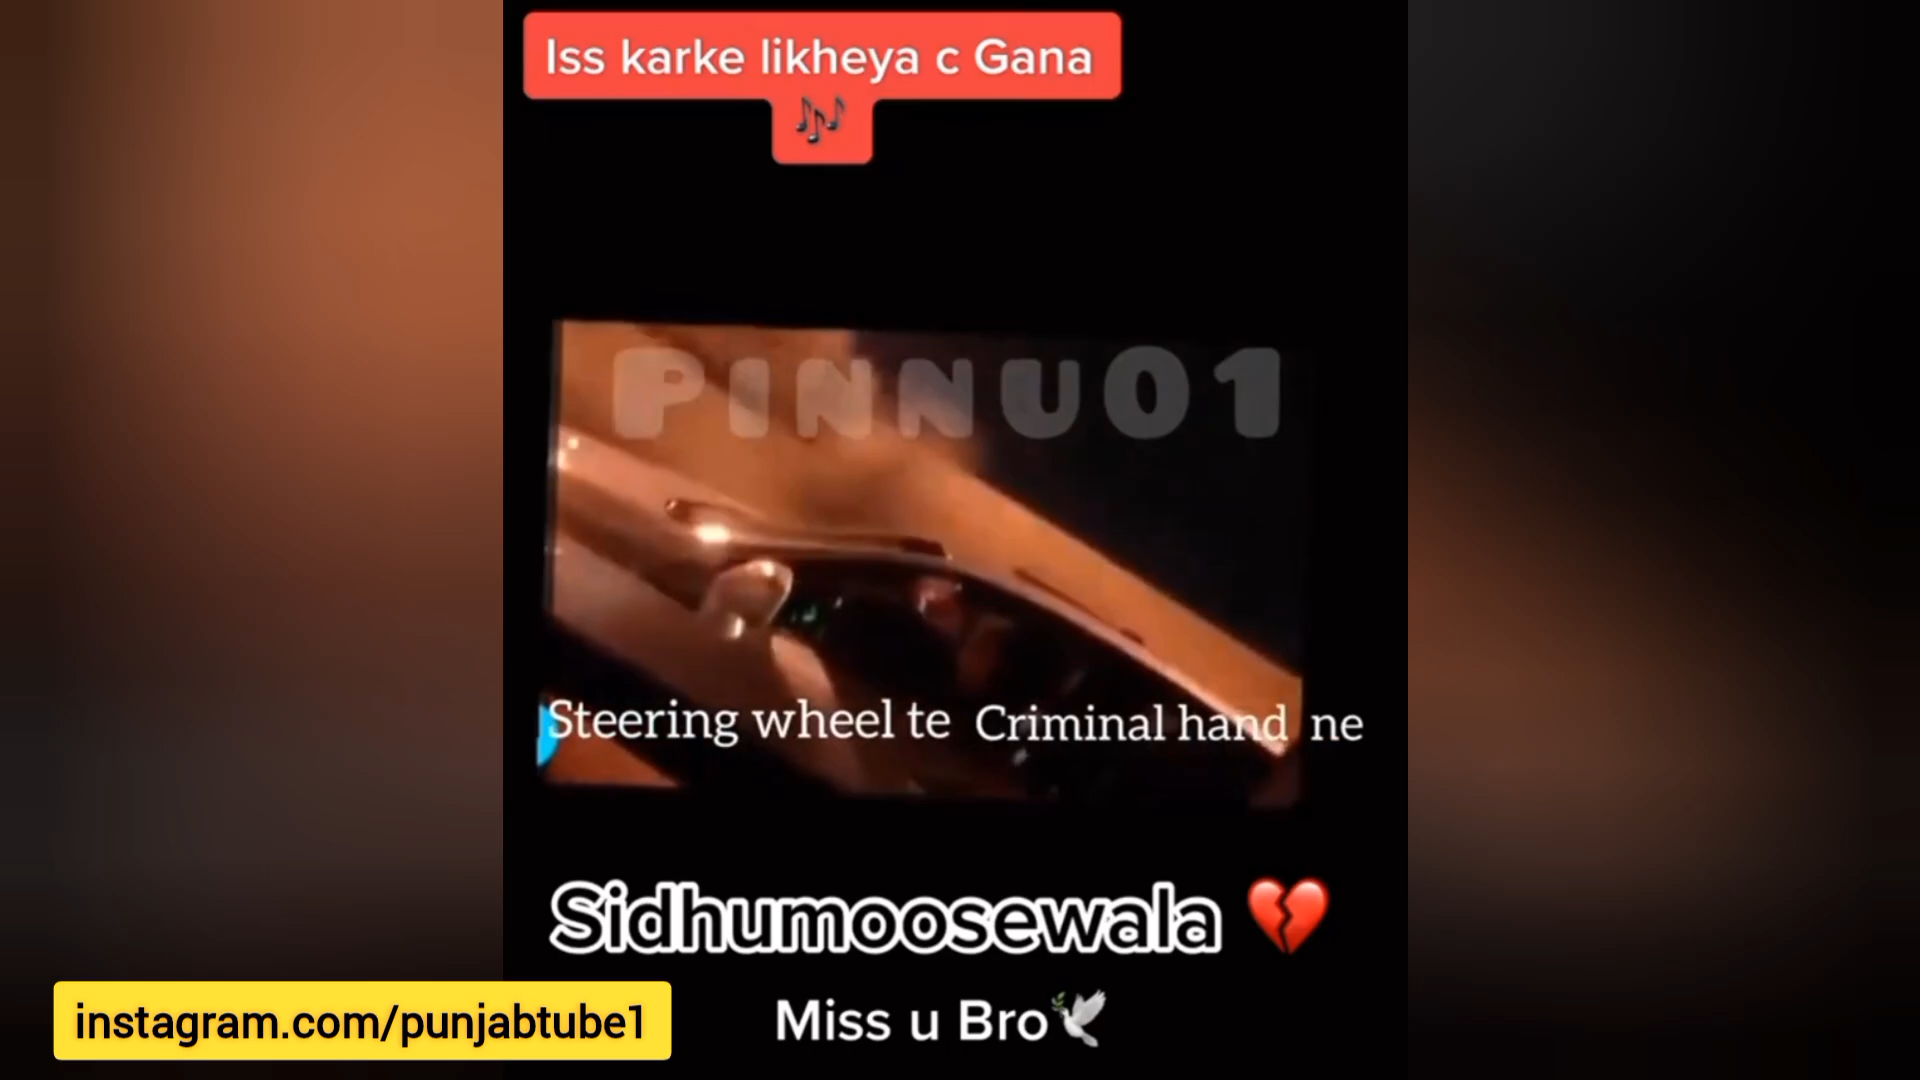 Iss karke likheya c Gana
🎶
PINNU01
Steering wheel te Criminal hand ne
Sidhumoosewala 💔
Miss u Bro🕊️
instagram.com/punjabtube1